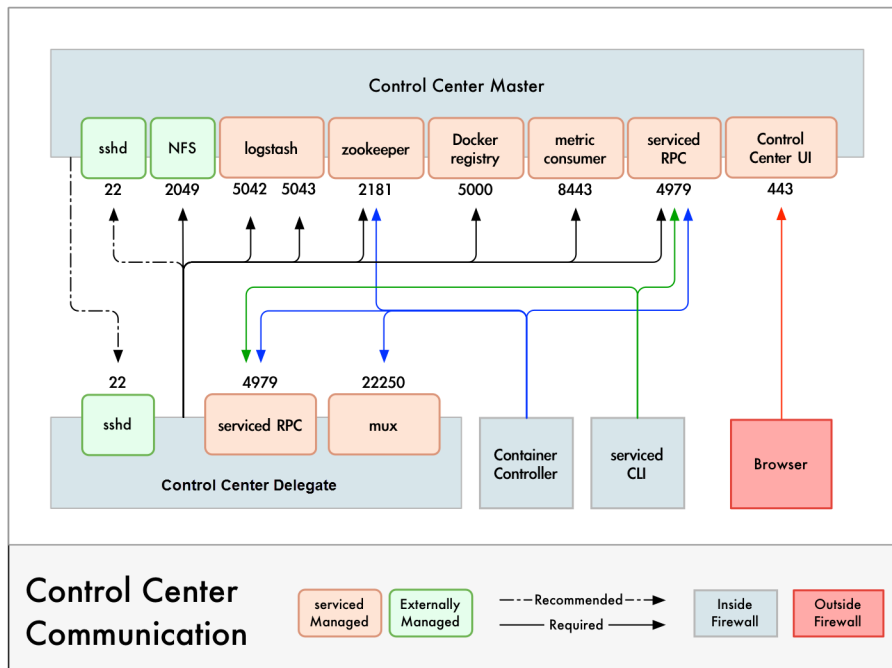 Control Center Master
sshd
NFS
logstash
zookeeper
Docker
registry
metric
consumer
serviced
RPC
Control
Center UI
22
2049
5042
5043
2181
5000
8443
4979
443
22
4979
22250
sshd
serviced RPC
mux
Control Center Delegate
Container
Controller
serviced
CLI
Browser
Control Center
Communication
serviced
Managed
Externally
Managed
Recommended
Required
Inside
Firewall
Outside
Firewall